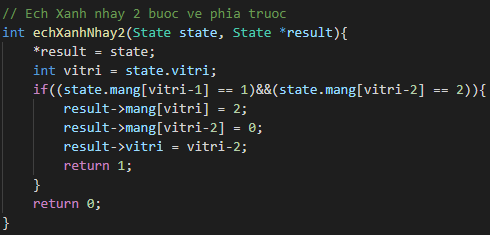 // Ech Xanh nhay 2 buoc ve phia truoc
int echXanhNhay2(State state, State *result){
    *result = state;
    int vitri = state.vitri;
    if((state.mang[vitri-1] == 1)&&(state.mang[vitri-2] == 2)){
        result->mang[vitri] = 2;
        result->mang[vitri-2] = 0;
        result->vitri = vitri-2;
        return 1;
    }
    return 0;
}